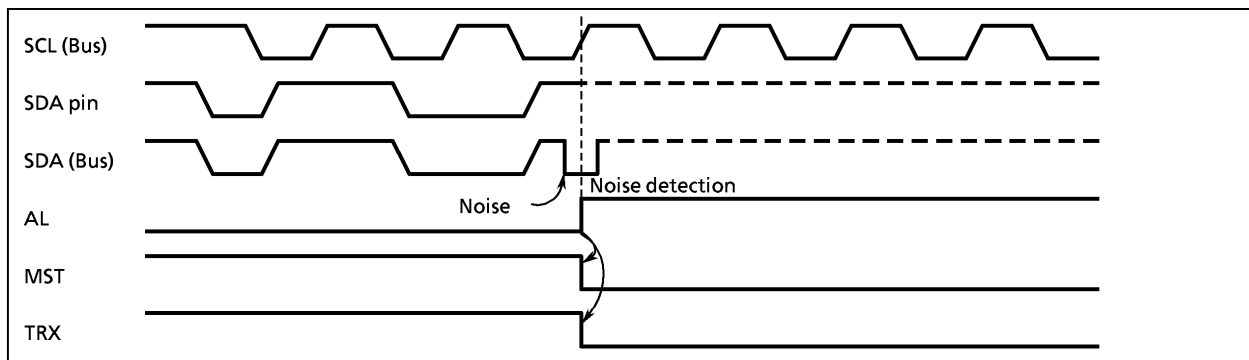 SCL (Bus)
SDA pin
SDA (Bus)
Noise detection
Noise
AL
MST
TRX